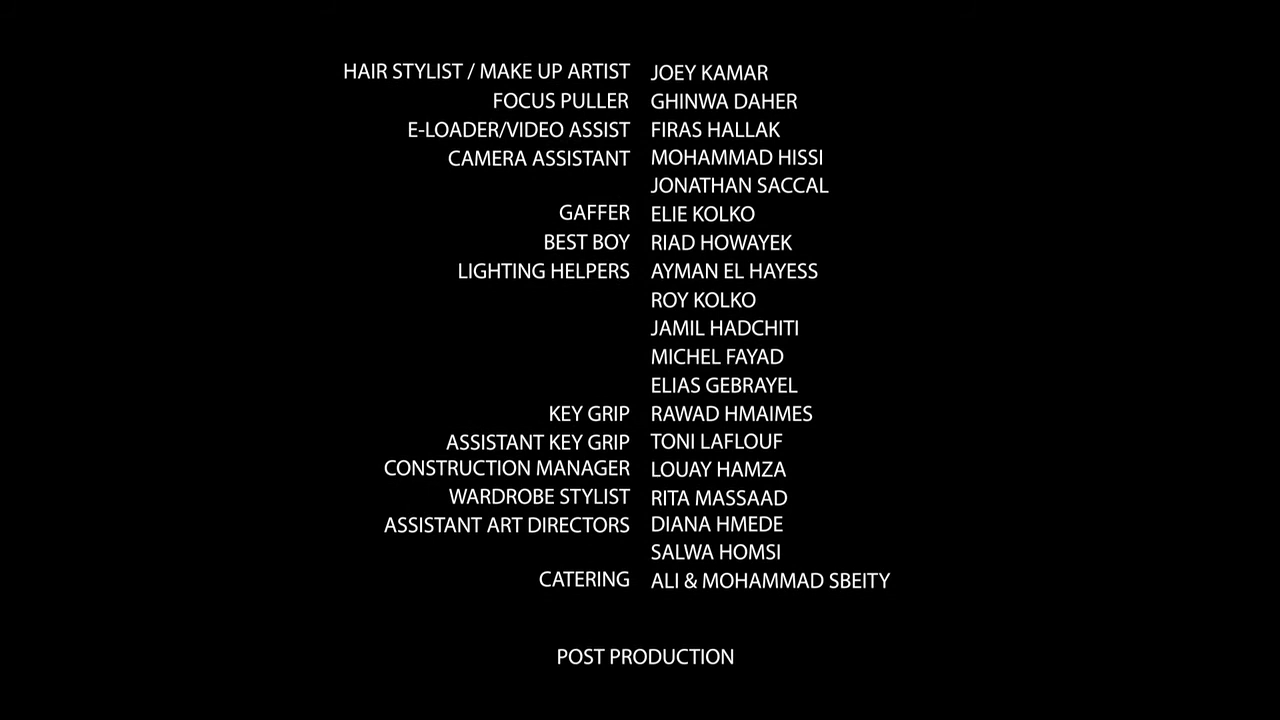 HAIR STYLIST / MAKE UP ARTIST JOEY KAMAR
FOCUS PULLER GHINWA DAHER
E-LOADER/VIDEO ASSIST FIRAS HALLAK
CAMERA ASSISTANT MOHAMMAD HISSI
JONATHAN SACCAL
GAFFER ELIE KOLKO
BEST BOY RIAD HOWAYEK
LIGHTING HELPERS AYMAN EL HAYESS
ROY KOLKO
JAMIL HADCHITI
MICHEL FAYAD
ELIAS GEBRAYEL
KEY GRIP RAWAD HMAIMES
ASSISTANT KEY GRIP TONI LAFLOUF
CONSTRUCTION MANAGER LOUAY HAMZA
WARDROBE STYLIST RITA MASSAAD
ASSISTANT ART DIRECTORS DIANA HMEDE
SALWA HOMSI
CATERING ALI & MOHAMMAD SBEITY
POST PRODUCTION